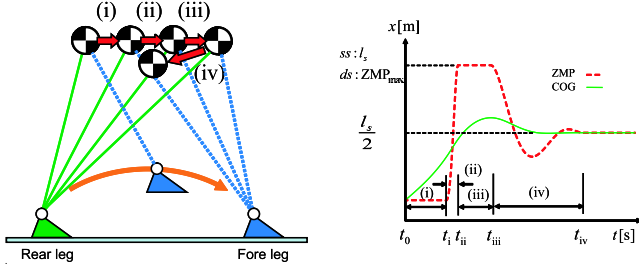 (i) (ii) (iii)
(iv)
Rear leg Fore leg
x[m]
ss : l_s
ds : ZMP_max
l_s/2
ZMP
COG
(ii)
(i) (iii) (iv)
t_0 t_i t_ii t_iii t_iv t[s]